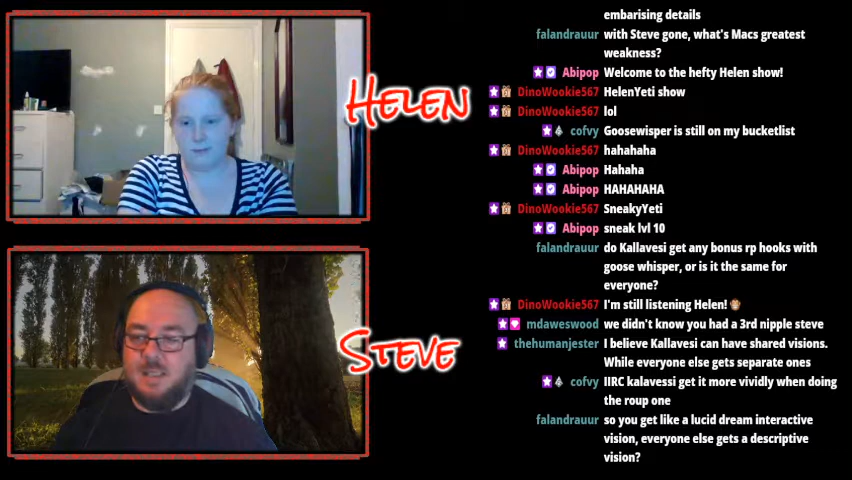 Helen
Steve
embarising details
falandrauur with Steve gone, what's Macs greatest
weakness?
Abipop Welcome to the hefty Helen show!
DinoWookie567 HelenYeti show
DinoWookie567 lol
cofvy Goosewisper is still on my bucketlist
DinoWookie567 hahahaha
Abipop Hahaha
Abipop HAHAHAHA
DinoWookie567 SneakyYeti
Abipop sneak lvl 10
falandrauur do Kallavesi get any bonus rp hooks with
goose whisper, or is it the same for
everyone?
DinoWookie567 I'm still listening Helen!
mdaweswood we didn't know you had a 3rd nipple steve
thehumanjester I believe Kallavesi can have shared visions.
While everyone else gets separate ones
cofvy IIRC kalavessi get it more vividly when doing
the roup one
falandrauur so you get like a lucid dream interactive
vision, everyone else gets a descriptive
vision?